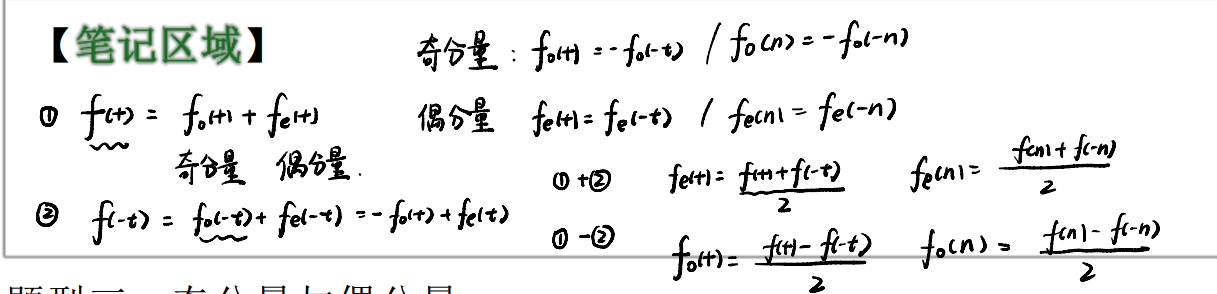 【笔记区域】
奇分量：fo(t) = -fo(-t) / fo(n) = -fo(-n)
① f(t) = fo(t) + fe(t)
偶分量 fe(t) = fe(-t) / fe(n) = fe(-n)
奇分量 偶分量.
①+② fe(t) = f(t)+f(-t) / 2 fe(n) = f(n)+f(-n) / 2
② f(-t) = fo(-t) + fe(-t) = -fo(t) + fe(t)
①-② fo(t) = f(t)-f(-t) / 2 fo(n) = f(n)-f(-n) / 2